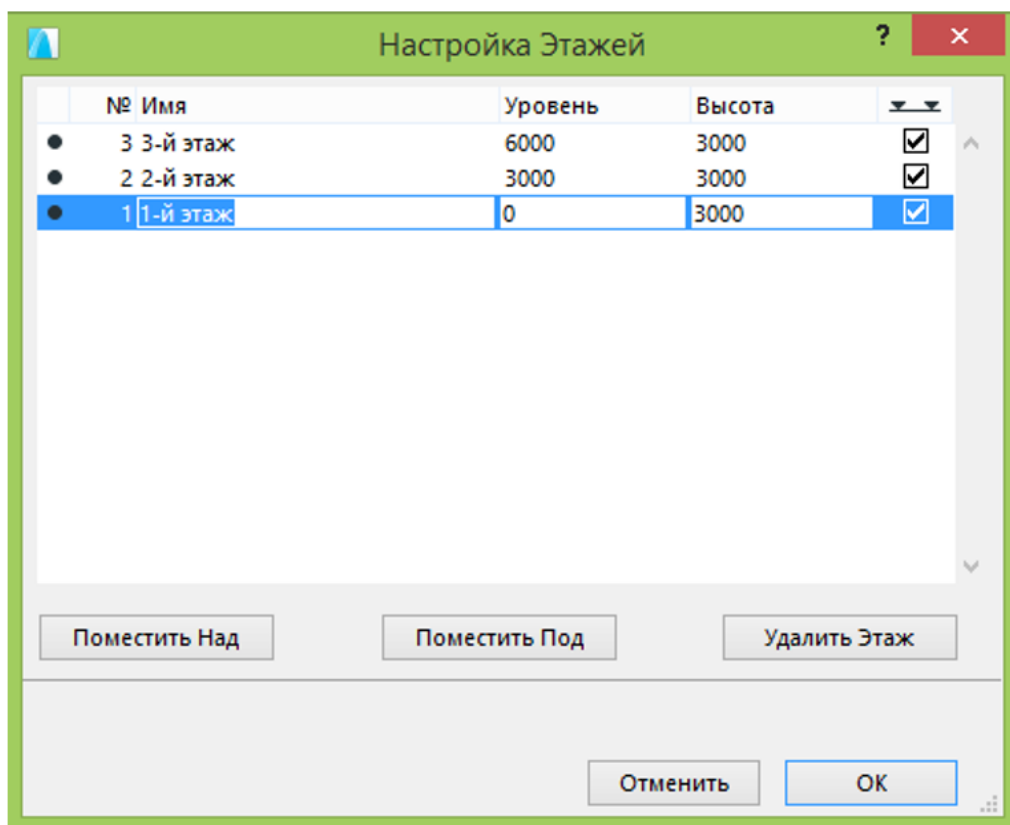 Настройка Этажей ?
№ Имя Уровень Высота
3 3-й этаж 6000 3000
2 2-й этаж 3000 3000
1 1-й этаж 0 3000
Поместить Над Поместить Под Удалить Этаж
Отменить OK